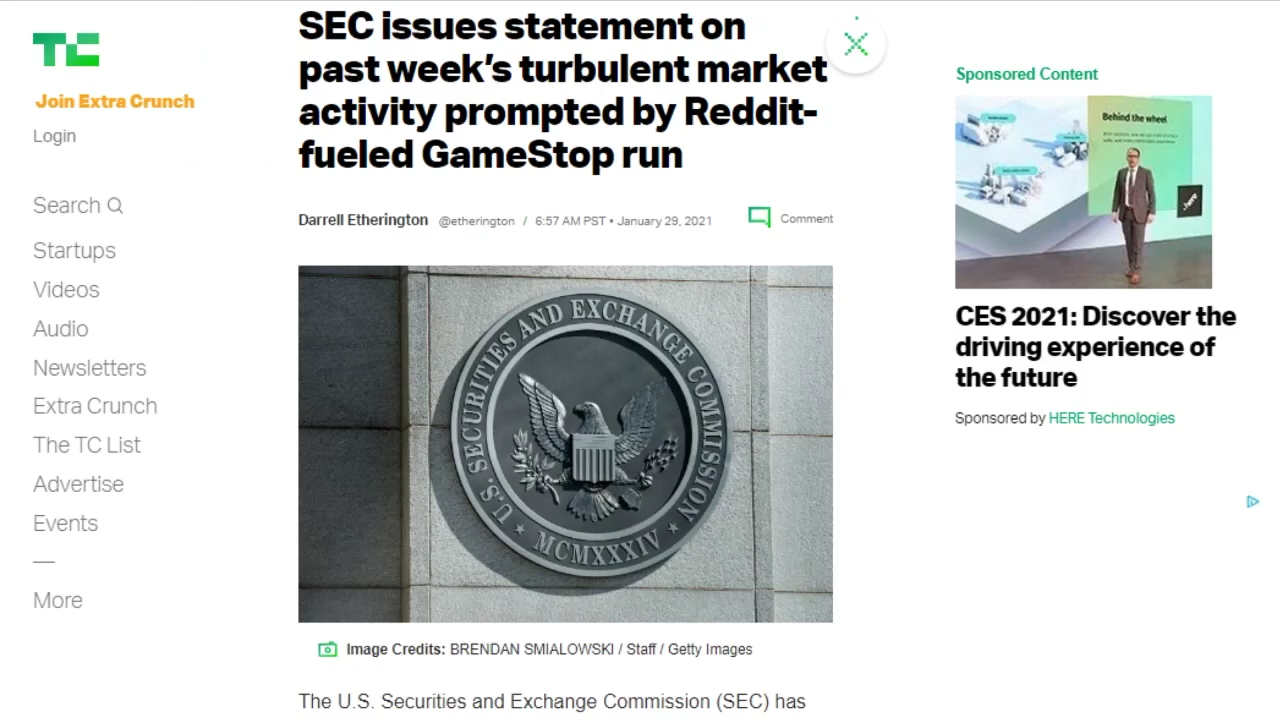 TC
Join Extra Crunch
Login
Search
Startups
Videos
Audio
Newsletters
Extra Crunch
The TC List
Advertise
Events
—
More
SEC issues statement on
past week's turbulent market
activity prompted by Reddit-
fueled GameStop run
Darrell Etherington @etherington / 6:57 AM PST • January 29, 2021
Comment
U.S. SECURITIES AND EXCHANGE COMMISSION
MCMXXXIV
Image Credits: BRENDAN SMIALOWSKI / Staff / Getty Images
The U.S. Securities and Exchange Commission (SEC) has
Sponsored Content
Behind the wheel
here
CES 2021: Discover the
driving experience of
the future
Sponsored by HERE Technologies